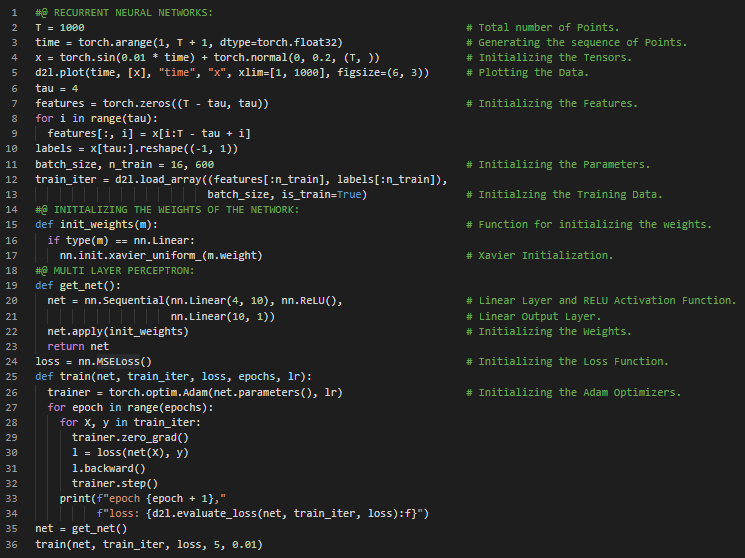 1 #@ RECURRENT NEURAL NETWORKS:
2 T = 1000 # Total number of Points.
3 time = torch.arange(1, T + 1, dtype=torch.float32) # Generating the sequence of Points.
4 x = torch.sin(0.01 * time) + torch.normal(0, 0.2, (T, )) # Initializing the Tensors.
5 d2l.plot(time, [x], "time", "x", xlim=[1, 1000], figsize=(6, 3)) # Plotting the Data.
6 tau = 4
7 features = torch.zeros((T - tau, tau)) # Initializing the Features.
8 for i in range(tau):
9 features[:, i] = x[i:T - tau + i]
10 labels = x[tau:].reshape((-1, 1))
11 batch_size, n_train = 16, 600 # Initializing the Parameters.
12 train_iter = d2l.load_array((features[:n_train], labels[:n_train]),
13 batch_size, is_train=True) # Initialzing the Training Data.
14 #@ INITIALIZING THE WEIGHTS OF THE NETWORK:
15 def init_weights(m): # Function for initializing the weights.
16 if type(m) == nn.Linear:
17 nn.init.xavier_uniform_(m.weight) # Xavier Initialization.
18 #@ MULTI LAYER PERCEPTRON:
19 def get_net():
20 net = nn.Sequential(nn.Linear(4, 10), nn.ReLU(), # Linear Layer and RELU Activation Function.
21 nn.Linear(10, 1)) # Linear Output Layer.
22 net.apply(init_weights) # Initializing the Weights.
23 return net
24 loss = nn.MSELoss() # Initializing the Loss Function.
25 def train(net, train_iter, loss, epochs, lr):
26 trainer = torch.optim.Adam(net.parameters(), lr) # Initializing the Adam Optimizers.
27 for epoch in range(epochs):
28 for X, y in train_iter:
29 trainer.zero_grad()
30 l = loss(net(X), y)
31 l.backward()
32 trainer.step()
33 print(f"epoch {epoch + 1},"
34 f"loss: {d2l.evaluate_loss(net, train_iter, loss):f}")
35 net = get_net()
36 train(net, train_iter, loss, 5, 0.01)